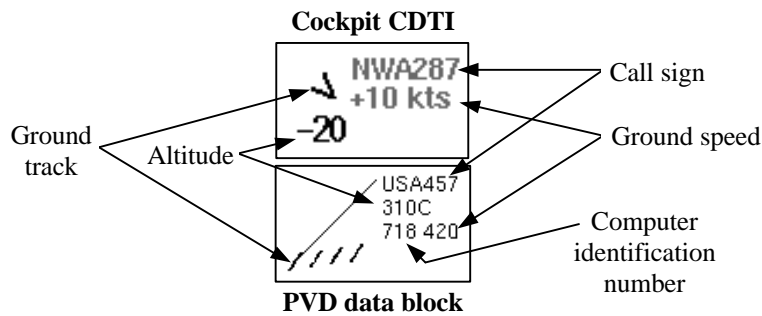 Cockpit CDTI
NWA287
+10 kts
-20
Call sign
Ground speed
Ground
track
Altitude
USA457
310C
718 420
Computer
identification
number
PVD data block